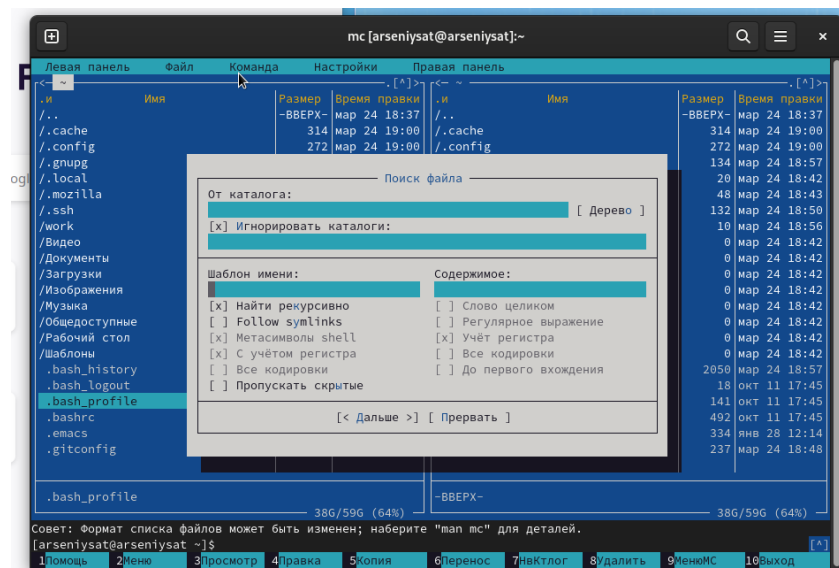 mc [arseniysat@arseniysat]:~
Левая панель Файл Команда Настройки Правая панель
<— ~ .[^]> <— ~ .[^]>
.и Имя Размер Время правки .и Имя Размер Время правки
/.. -ВВЕРХ- мар 24 18:37 /.. -ВВЕРХ- мар 24 18:37
/.cache 314 мар 24 19:00 /.cache 314 мар 24 19:00
/.config 272 мар 24 19:00 /.config 272 мар 24 19:00
/.gnupg 134 мар 24 18:57
/.local Поиск файла 20 мар 24 18:42
/.mozilla От каталога: 48 мар 24 18:43
/.ssh [ Дерево ] 132 мар 24 18:50
/work [x] Игнорировать каталоги: 10 мар 24 18:56
/Видео 0 мар 24 18:42
/Документы 0 мар 24 18:42
/Загрузки Шаблон имени: Содержимое: 0 мар 24 18:42
/Изображения 0 мар 24 18:42
/Музыка [x] Найти рекурсивно [ ] Слово целиком 0 мар 24 18:42
/Общедоступные [ ] Follow symlinks [ ] Регулярное выражение 0 мар 24 18:42
/Рабочий стол [x] Метасимволы shell [x] Учёт регистра 0 мар 24 18:42
/Шаблоны [x] С учётом регистра [ ] Все кодировки 0 мар 24 18:42
.bash_history [ ] Все кодировки [ ] До первого вхождения 2050 мар 24 18:57
.bash_logout [ ] Пропускать скрытые 18 окт 11 17:45
.bash_profile 141 окт 11 17:45
.bashrc [< Дальше >] [ Прервать ] 492 окт 11 17:45
.emacs 334 янв 28 12:14
.gitconfig 237 мар 24 18:48
.bash_profile -ВВЕРХ-
38G/59G (64%) 38G/59G (64%)
Совет: Формат списка файлов может быть изменен; наберите "man mc" для деталей.
[arseniysat@arseniysat ~]$ [^]
1Помощь 2Меню 3Просмотр 4Правка 5Копия 6Перенос 7НвКтлог 8Удалить 9МенюМС 10Выход